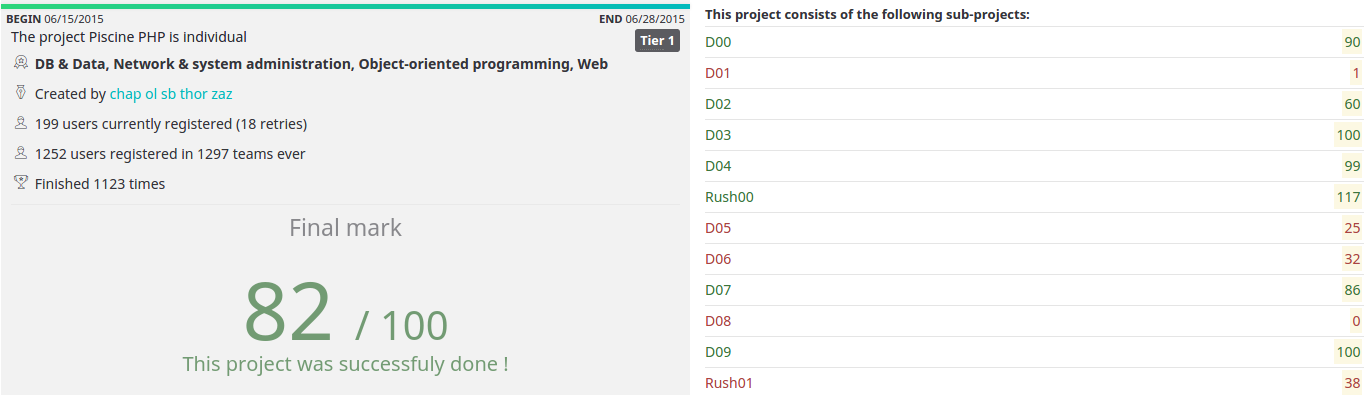 BEGIN 06/15/2015 END 06/28/2015
The project Piscine PHP is individual Tier 1
DB & Data, Network & system administration, Object-oriented programming, Web
Created by chap ol sb thor zaz
199 users currently registered (18 retries)
1252 users registered in 1297 teams ever
Finished 1123 times
Final mark
82 / 100
This project was successfuly done !
This project consists of the following sub-projects:
D00 90
D01 1
D02 60
D03 100
D04 99
Rush00 117
D05 25
D06 32
D07 86
D08 0
D09 100
Rush01 38